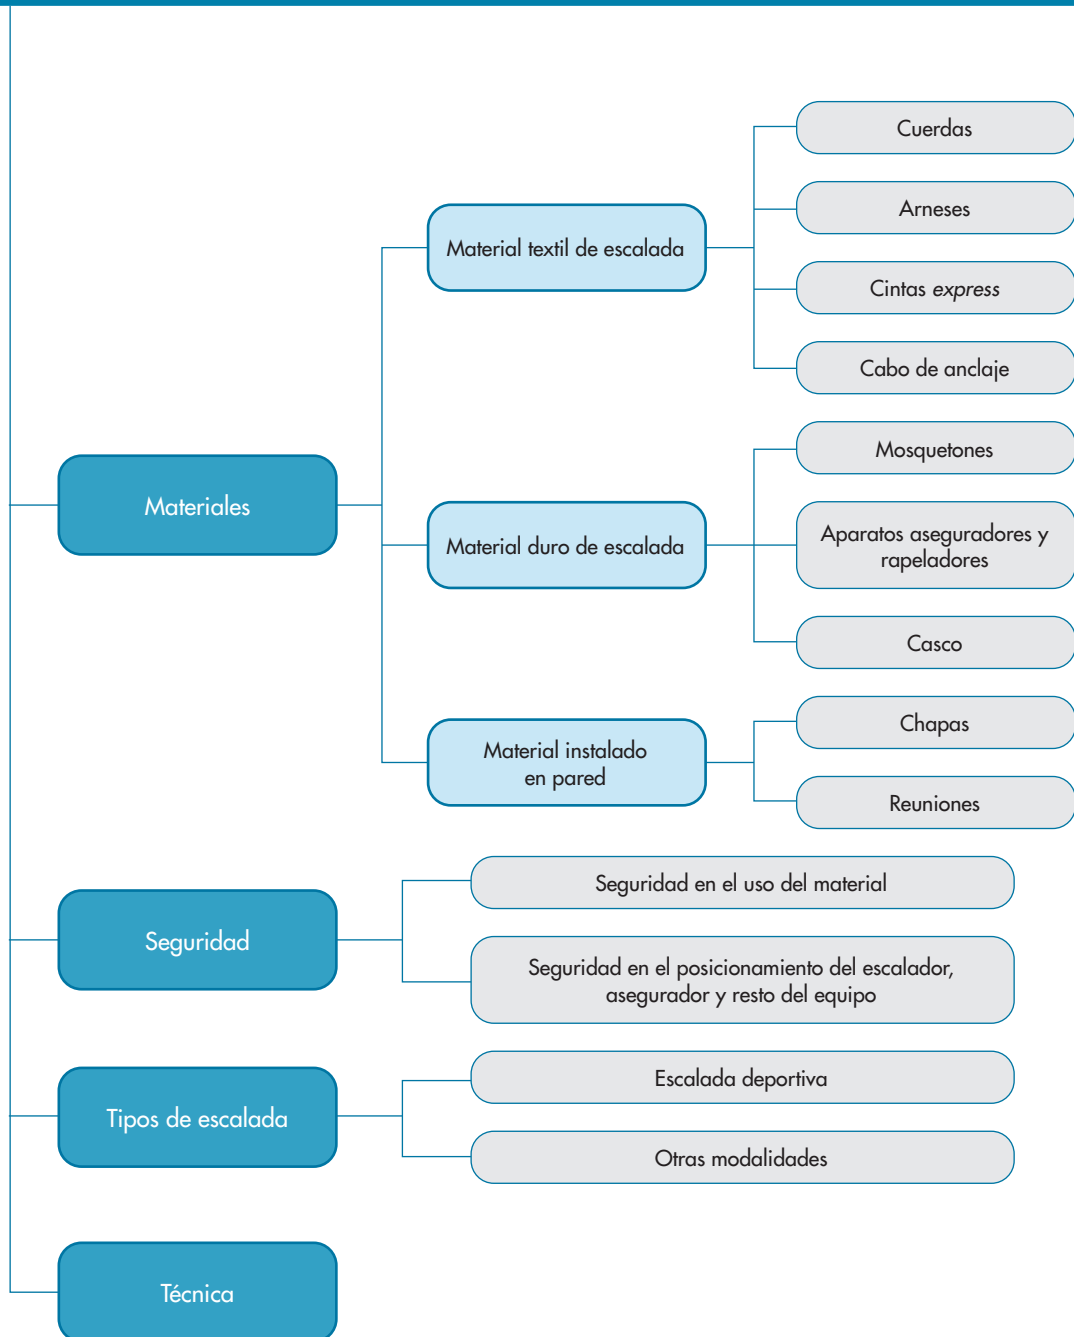 Materiales
Material textil de escalada
Cuerdas
Arneses
Cintas express
Cabo de anclaje
Material duro de escalada
Mosquetones
Aparatos aseguradores y
rapeladores
Casco
Material instalado
en pared
Chapas
Reuniones
Seguridad
Seguridad en el uso del material
Seguridad en el posicionamiento del escalador,
asegurador y resto del equipo
Tipos de escalada
Escalada deportiva
Otras modalidades
Técnica